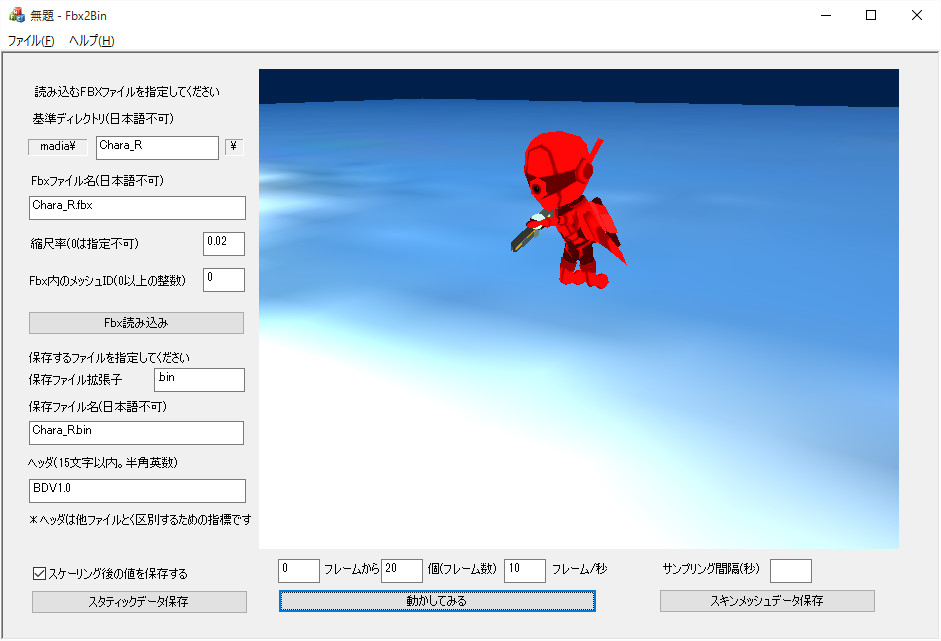 無題 - Fbx2Bin
ファイル(F) ヘルプ(H)
読み込むFBXファイルを指定してください
基準ディレクトリ(日本語不可)
madia¥ Chara_R ¥
Fbxファイル名(日本語不可)
Chara_R.fbx
縮尺率(0は指定不可) 0.02
Fbx内のメッシュID(0以上の整数) 0
Fbx読み込み
保存するファイルを指定してください
保存ファイル拡張子 .bin
保存ファイル名(日本語不可)
Chara_R.bin
ヘッダ(15文字以内。半角英数)
BDV1.0
*ヘッダは他ファイルとく区別するための指標です
スケーリング後の値を保存する
スタティックデータ保存
0 フレームから 20 個(フレーム数) 10 フレーム/秒
動かしてみる
サンプリング間隔(秒)
スキンメッシュデータ保存